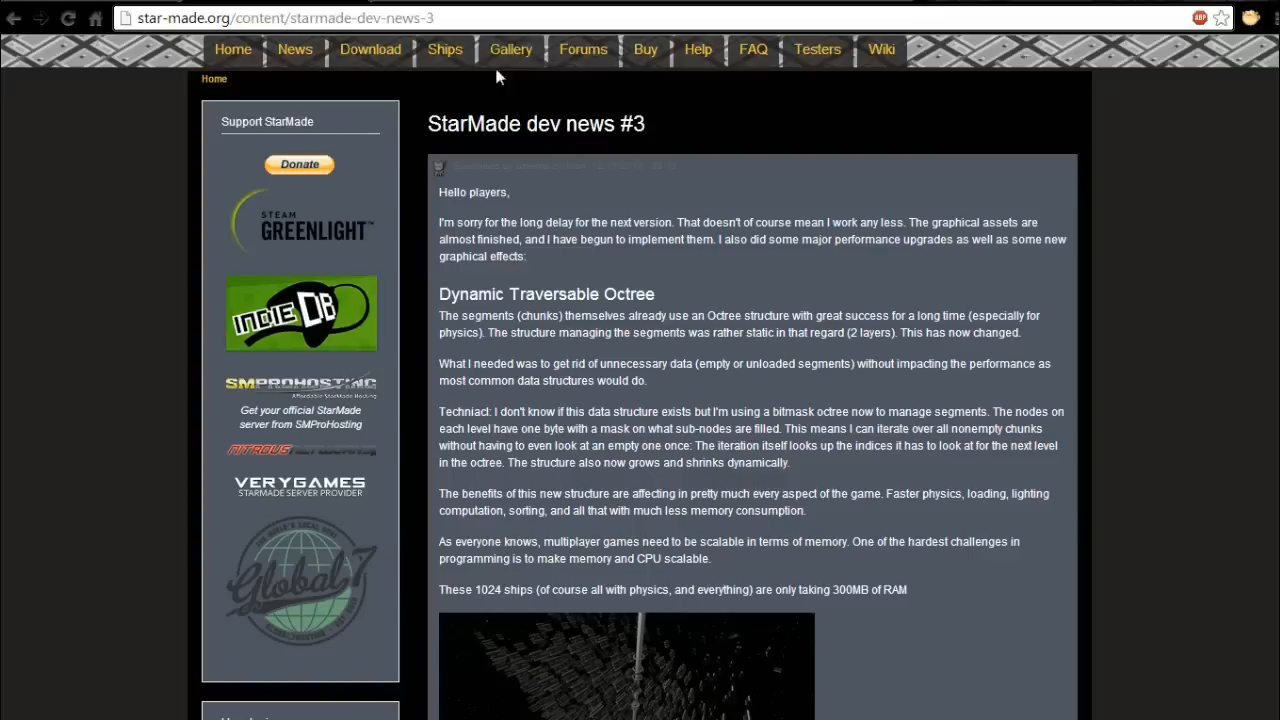 star-made.org/content/starmade-dev-news-3
ABP
Home News Download Ships Gallery Forums Buy Help FAQ Testers Wiki
Home
Support StarMade
Donate
STEAM
GREENLIGHT™
INDIE DB
SMPROHOSTING
Affordable StarMade Hosting
Get your official StarMade
server from SMProHosting
NITROUS NETWORKS
VERYGAMES
STARMADE SERVER PROVIDER
Global7
StarMade dev news #3
Hello players,
I'm sorry for the long delay for the next version. That doesn't of course mean I work any less. The graphical assets are
almost finished, and I have begun to implement them. I also did some major performance upgrades as well as some new
graphical effects:
Dynamic Traversable Octree
The segments (chunks) themselves already use an Octree structure with great success for a long time (especially for
physics). The structure managing the segments was rather static in that regard (2 layers). This has now changed.
What I needed was to get rid of unnecessary data (empty or unloaded segments) without impacting the performance as
most common data structures would do.
Techniacl: I don't know if this data structure exists but I'm using a bitmask octree now to manage segments. The nodes on
each level have one byte with a mask on what sub-nodes are filled. This means I can iterate over all nonempty chunks
without having to even look at an empty one once: The iteration itself looks up the indices it has to look at for the next level
in the octree. The structure also now grows and shrinks dynamically.
The benefits of this new structure are affecting in pretty much every aspect of the game. Faster physics, loading, lighting
computation, sorting, and all that with much less memory consumption.
As everyone knows, multiplayer games need to be scalable in terms of memory. One of the hardest challenges in
programming is to make memory and CPU scalable.
These 1024 ships (of course all with physics, and everything) are only taking 300MB of RAM